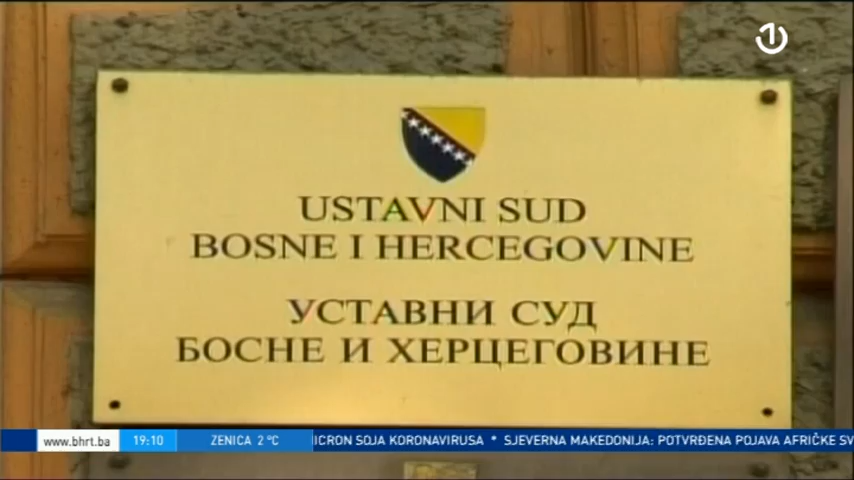 USTAVNI SUD
BOSNE I HERCEGOVINE
УСТАВНИ СУД
БОСНЕ И ХЕРЦЕГОВИНЕ
www.bhrt.ba 19:10 ZENICA 2 °C MICRON SOJA KORONAVIRUSA * SJEVERNA MAKEDONIJA: POTVRĐENA POJAVA AFRIČKE SV